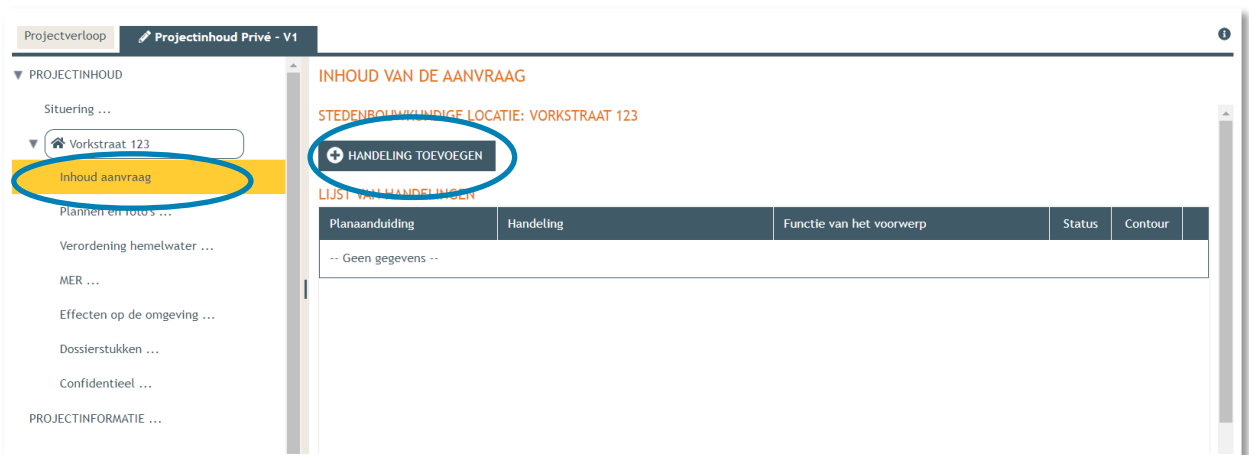 Projectverloop
Projectinhoud Privé - V1
PROJECTINHOUD
Situering ...
Vorkstraat 123
Inhoud aanvraag
Plannen en foto's ...
Verordening hemelwater ...
MER ...
Effecten op de omgeving ...
Dossierstukken ...
Confidentieel ...
PROJECTINFORMATIE ...
INHOUD VAN DE AANVRAAG
STEDENBOUWKUNDIGE LOCATIE: VORKSTRAAT 123
HANDELING TOEVOEGEN
LIJST VAN HANDELINGEN
Planaanduiding Handeling Functie van het voorwerp Status Contour
-- Geen gegevens --